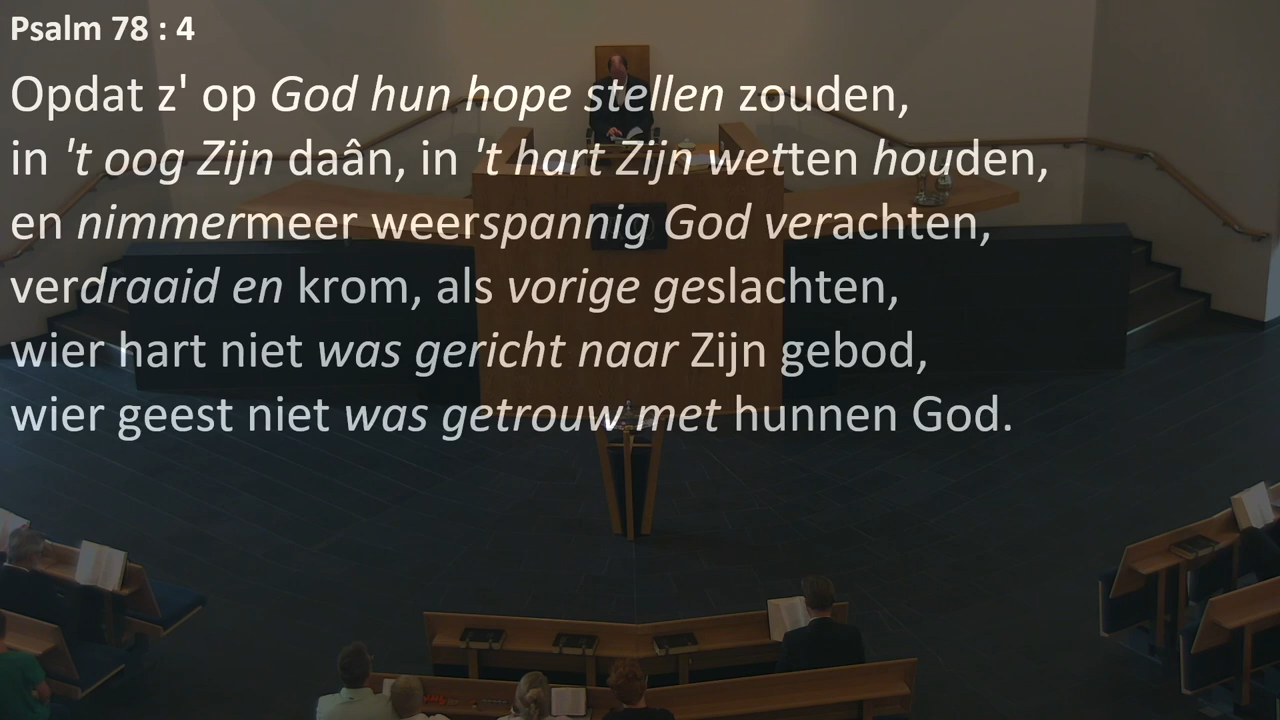 Psalm 78 : 4
Opdat z' op God hun hope stellen zouden,
in 't oog Zijn daân, in 't hart Zijn wetten houden,
en nimmermeer weerspannig God verachten,
verdraaid en krom, als vorige geslachten,
wier hart niet was gericht naar Zijn gebod,
wier geest niet was getrouw met hunnen God.